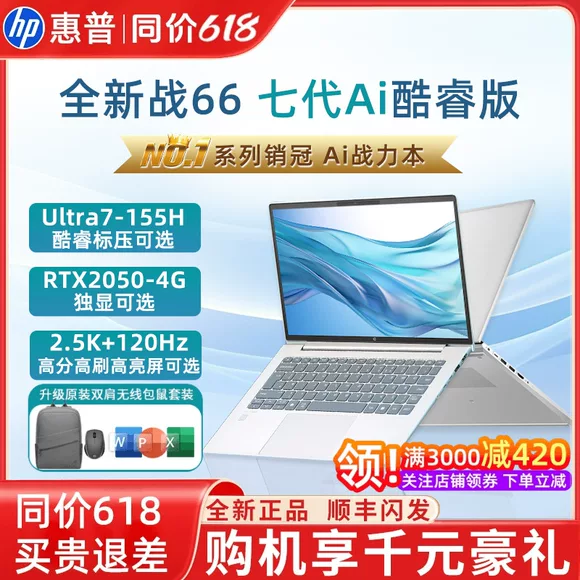 hp 惠普 同价618
全新战66 七代Ai酷睿版
NO.1 系列销冠 Ai战力本
Ultra7-155H
酷睿标压可选
RTX2050-4G
独显可选
2.5K+120Hz
高分高刷高亮屏可选
升级原装双肩无线包鼠套装
W P X
领!
满3000减420
关注店铺领券 下单立减
同价618
买贵退差
全新正品 顺丰闪发
购机享千元豪礼